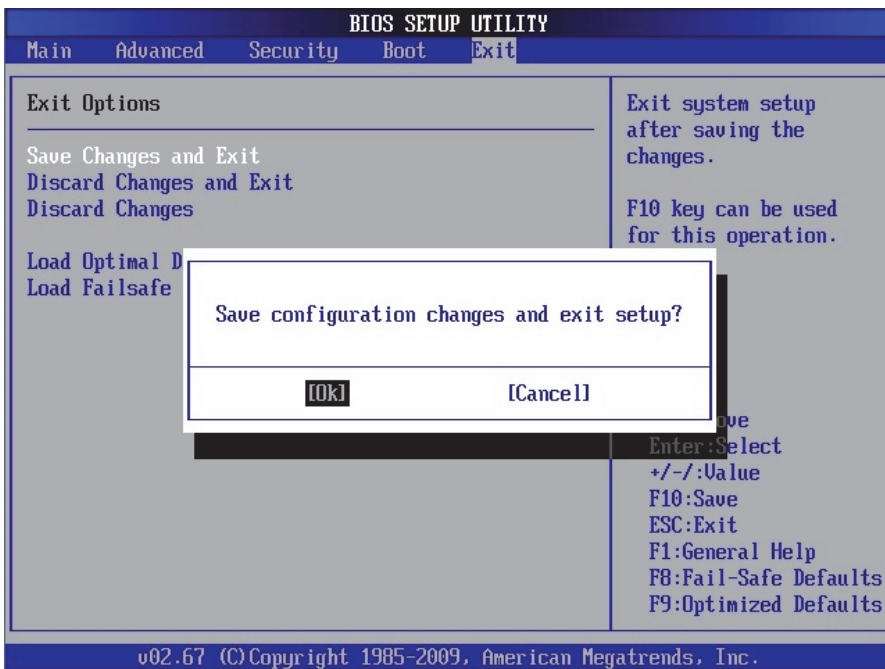 BIOS SETUP UTILITY
Main Advanced Security Boot Exit
Exit Options
Save Changes and Exit
Discard Changes and Exit
Discard Changes
Load Optimal D
Load Failsafe
Exit system setup
after saving the
changes.
F10 key can be used
for this operation.
Save configuration changes and exit setup?
[Ok] [Cancel]
Enter:Select
+/-/:Value
F10:Save
ESC:Exit
F1:General Help
F8:Fail-Safe Defaults
F9:Optimized Defaults
v02.67 (C)Copyright 1985-2009, American Megatrends, Inc.